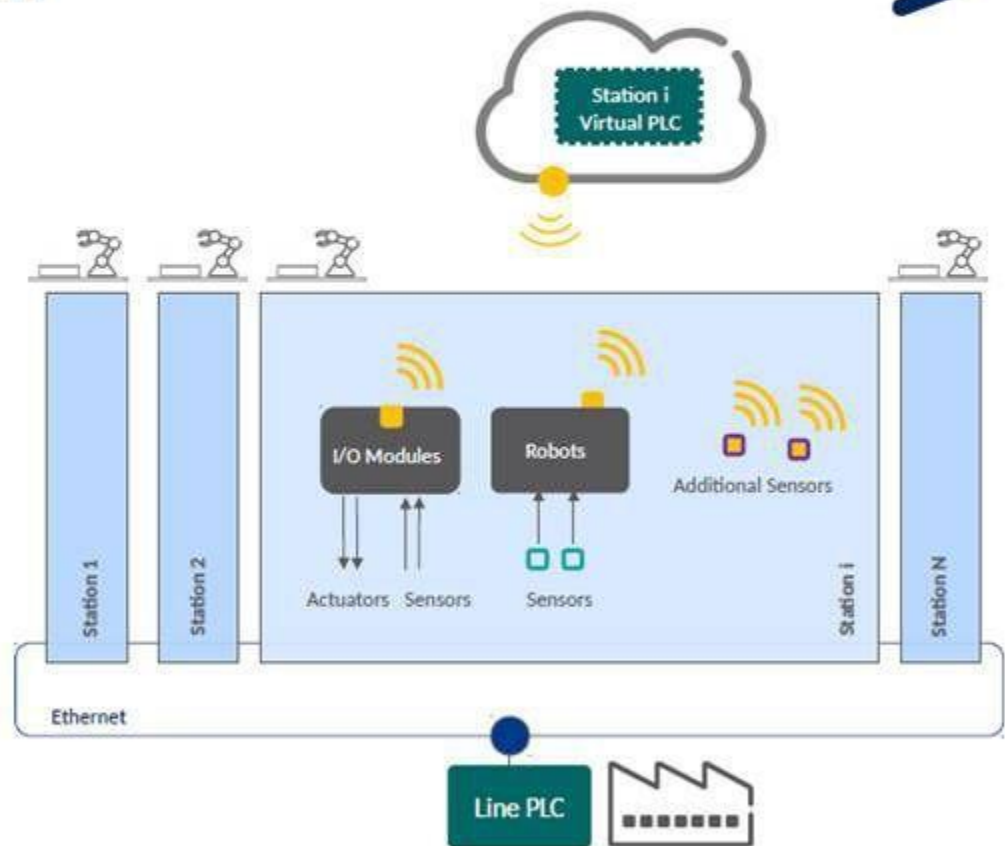 Station i
Virtual PLC
I/O Modules
Robots
Additional Sensors
Actuators
Sensors
Sensors
Station 1
Station 2
Station i
Station N
Ethernet
Line PLC